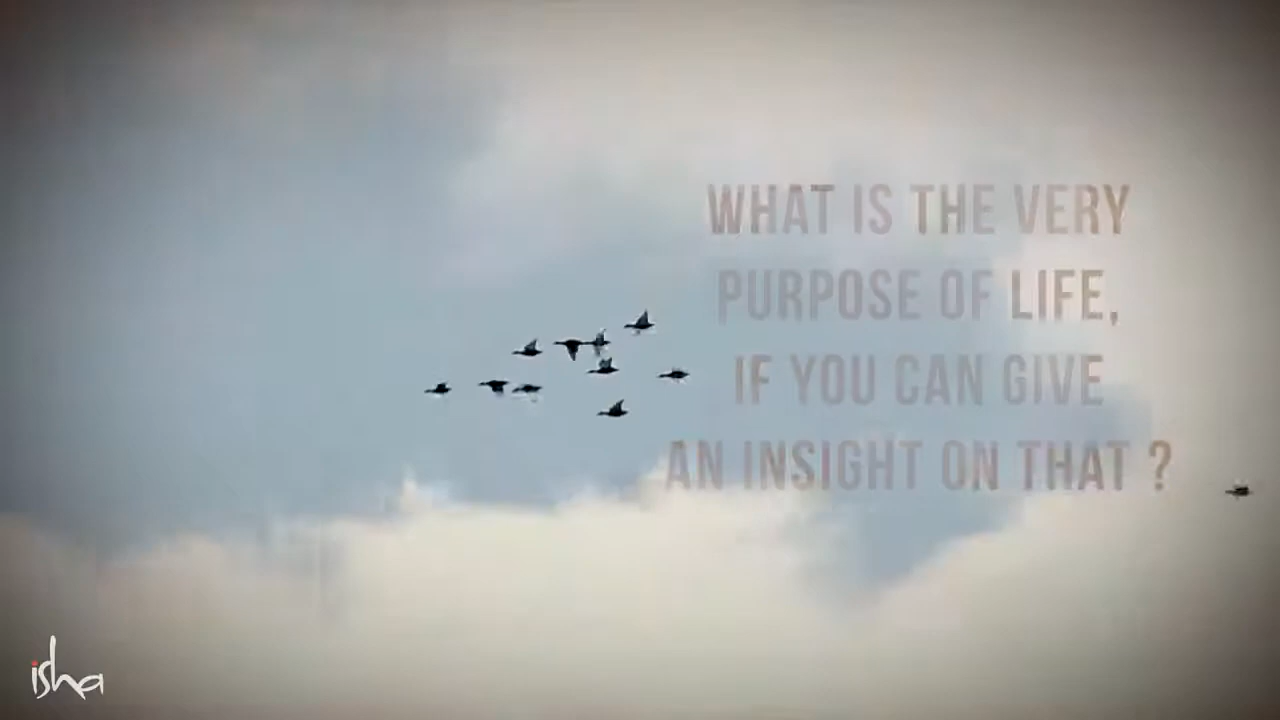 WHAT IS THE VERY
PURPOSE OF LIFE,
IF YOU CAN GIVE
AN INSIGHT ON THAT ?
isha